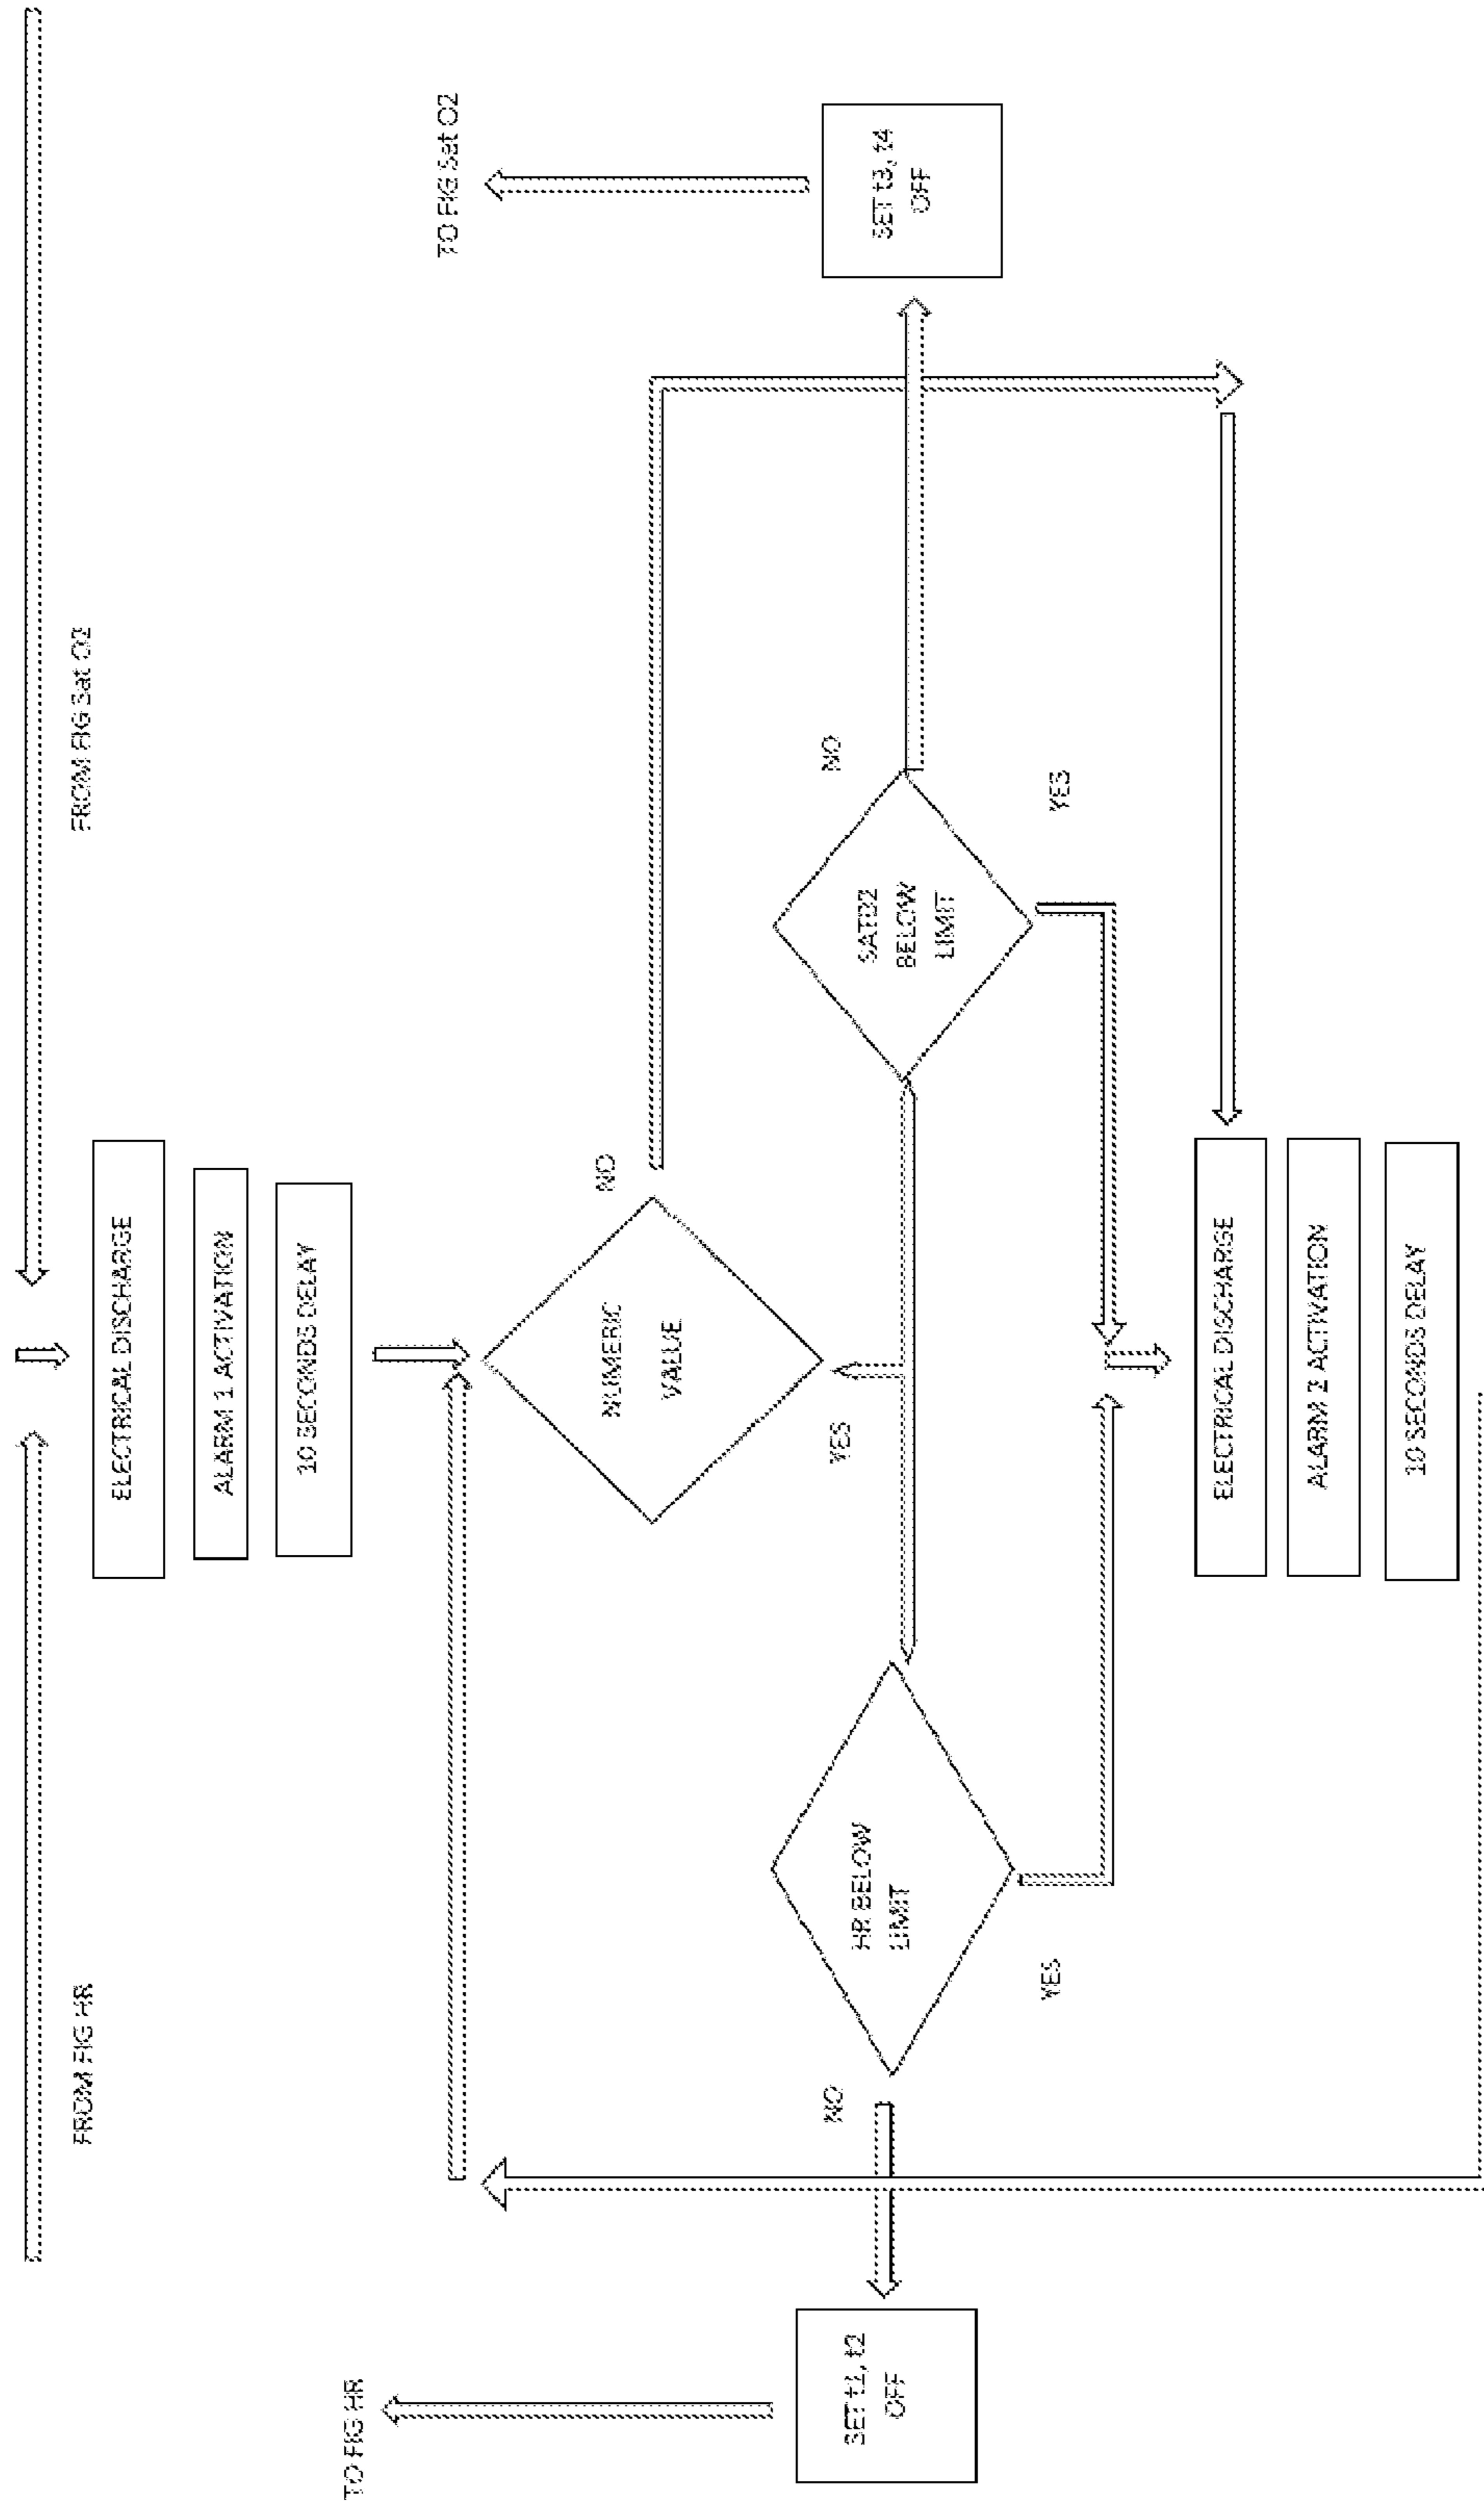 FROM FIG HR
FROM FIG Sat O2
ELECTRICAL DISCHARGE
ALARM 1 ACTIVATION
10 SECONDS DELAY
TO FIG HR
TO FIG Sat O2
NUMERIC
VALUE
NO
YES
NO
HR BELOW
LIMIT
YES
SAT02
BELOW
LIMIT
NO
YES
SET t1, t2
OFF
SET t3, t4
OFF
ELECTRICAL DISCHARGE
ALARM 2 ACTIVATION
10 SECONDS DELAY